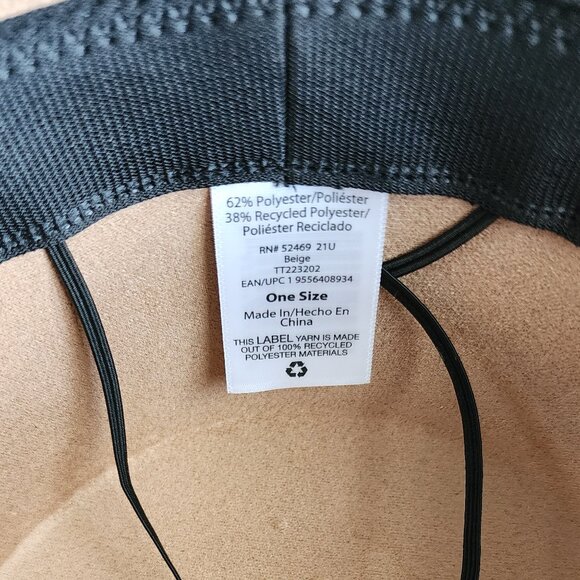 62% Polyester/Poliéster
38% Recycled Polyester/
Poliéster Reciclado
RN# 52469 21U
Beige
TT223202
EAN/UPC 1 9556408934
One Size
Made In/Hecho En
China
THIS LABEL YARN IS MADE
OUT OF 100% RECYCLED
POLYESTER MATERIALS